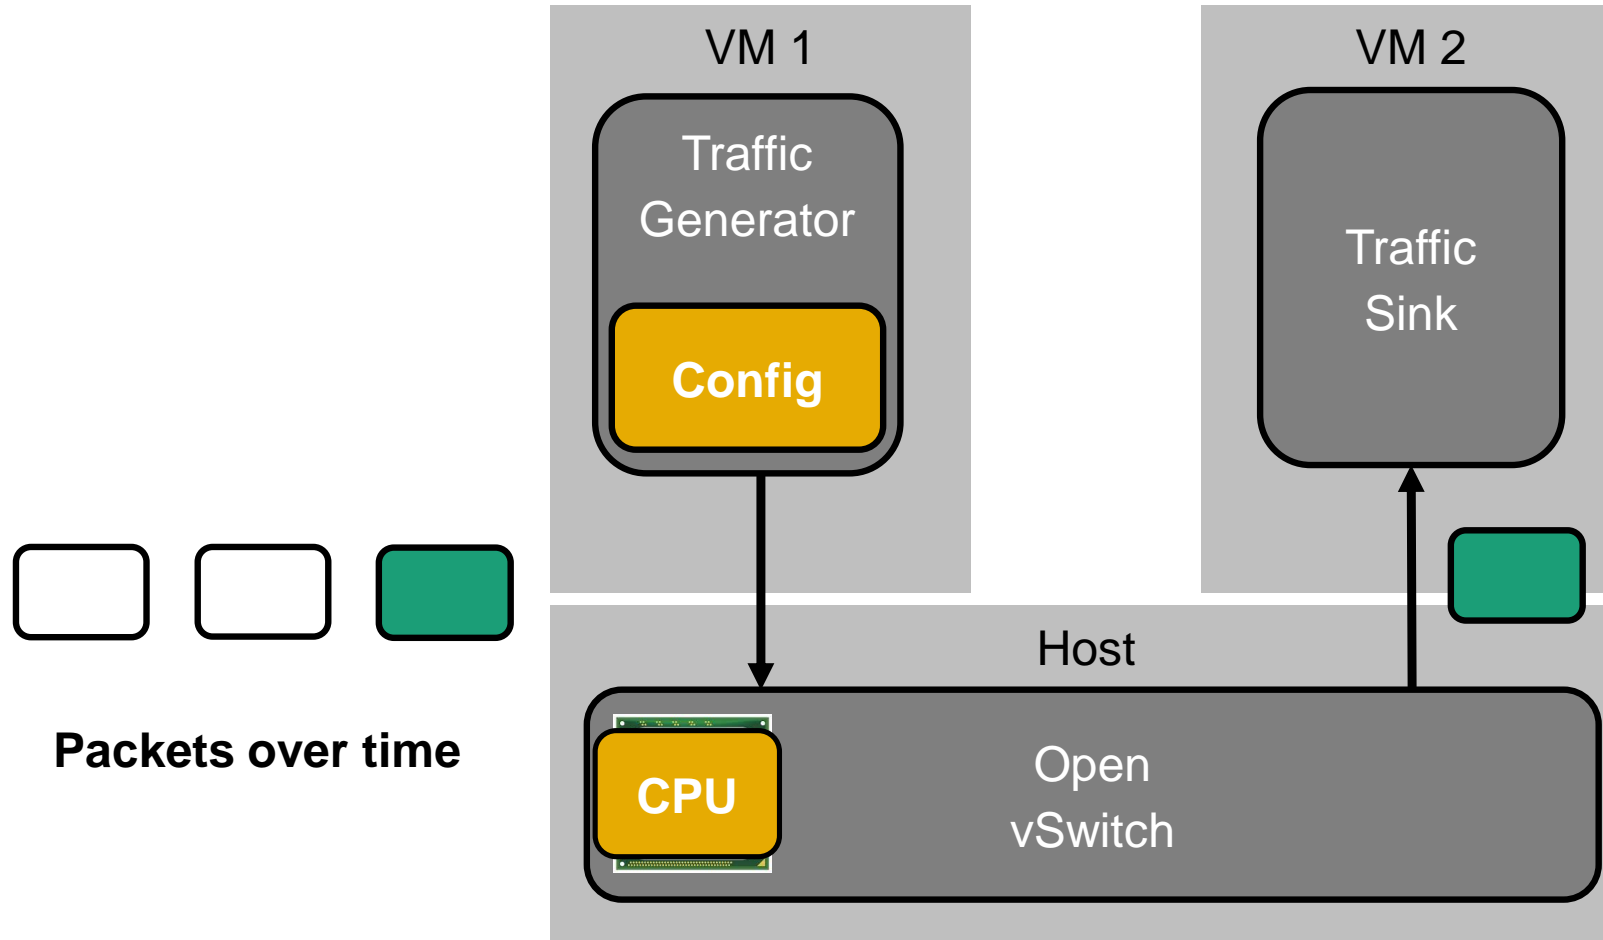 VM 1
Traffic
Generator
Config
VM 2
Traffic
Sink
Packets over time
Host
CPU
Open
vSwitch